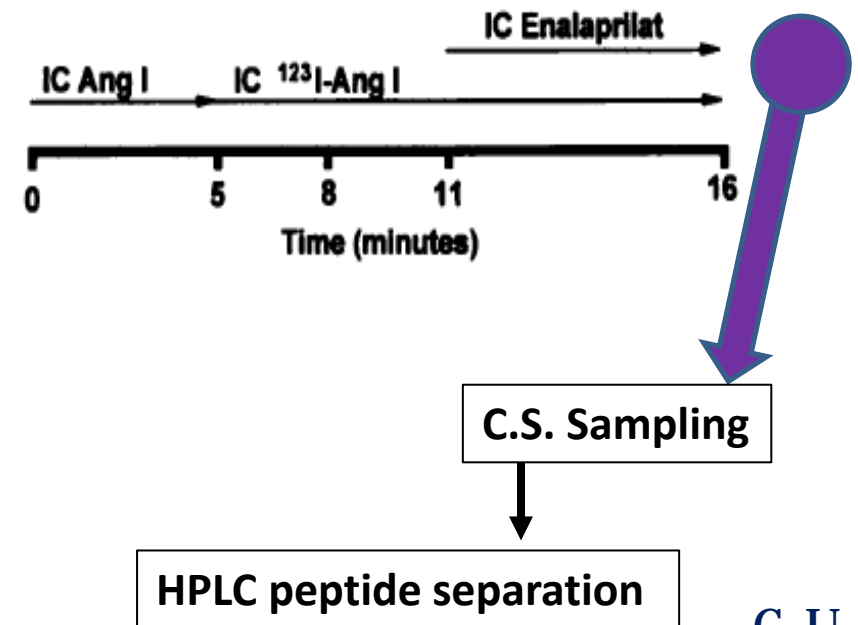 IC Enalaprilat
IC Ang I IC ¹²³I-Ang I
0 5 8 11 16
Time (minutes)
C.S. Sampling
HPLC peptide separation